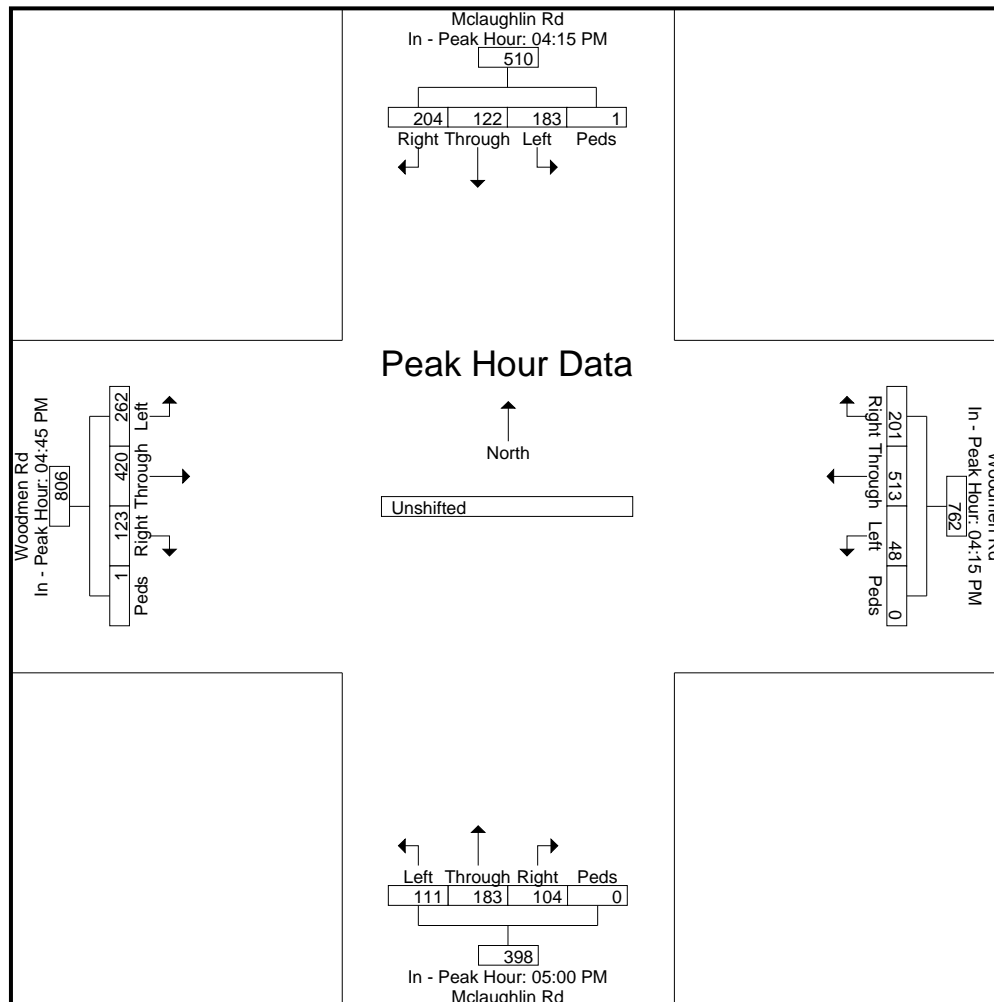 Mclaughlin Rd
In - Peak Hour: 04:15 PM
510
204 122 183 1
Right Through Left Peds
Peak Hour Data
North
Unshifted
Woodmen Rd
In - Peak Hour: 04:45 PM
806
262 420 123 1
Left Through Right Peds
Woodmen Rd
In - Peak Hour: 04:15 PM
762
201 513 48 0
Right Through Left Peds
Left Through Right Peds
111 183 104 0
398
In - Peak Hour: 05:00 PM
Mclaughlin Rd